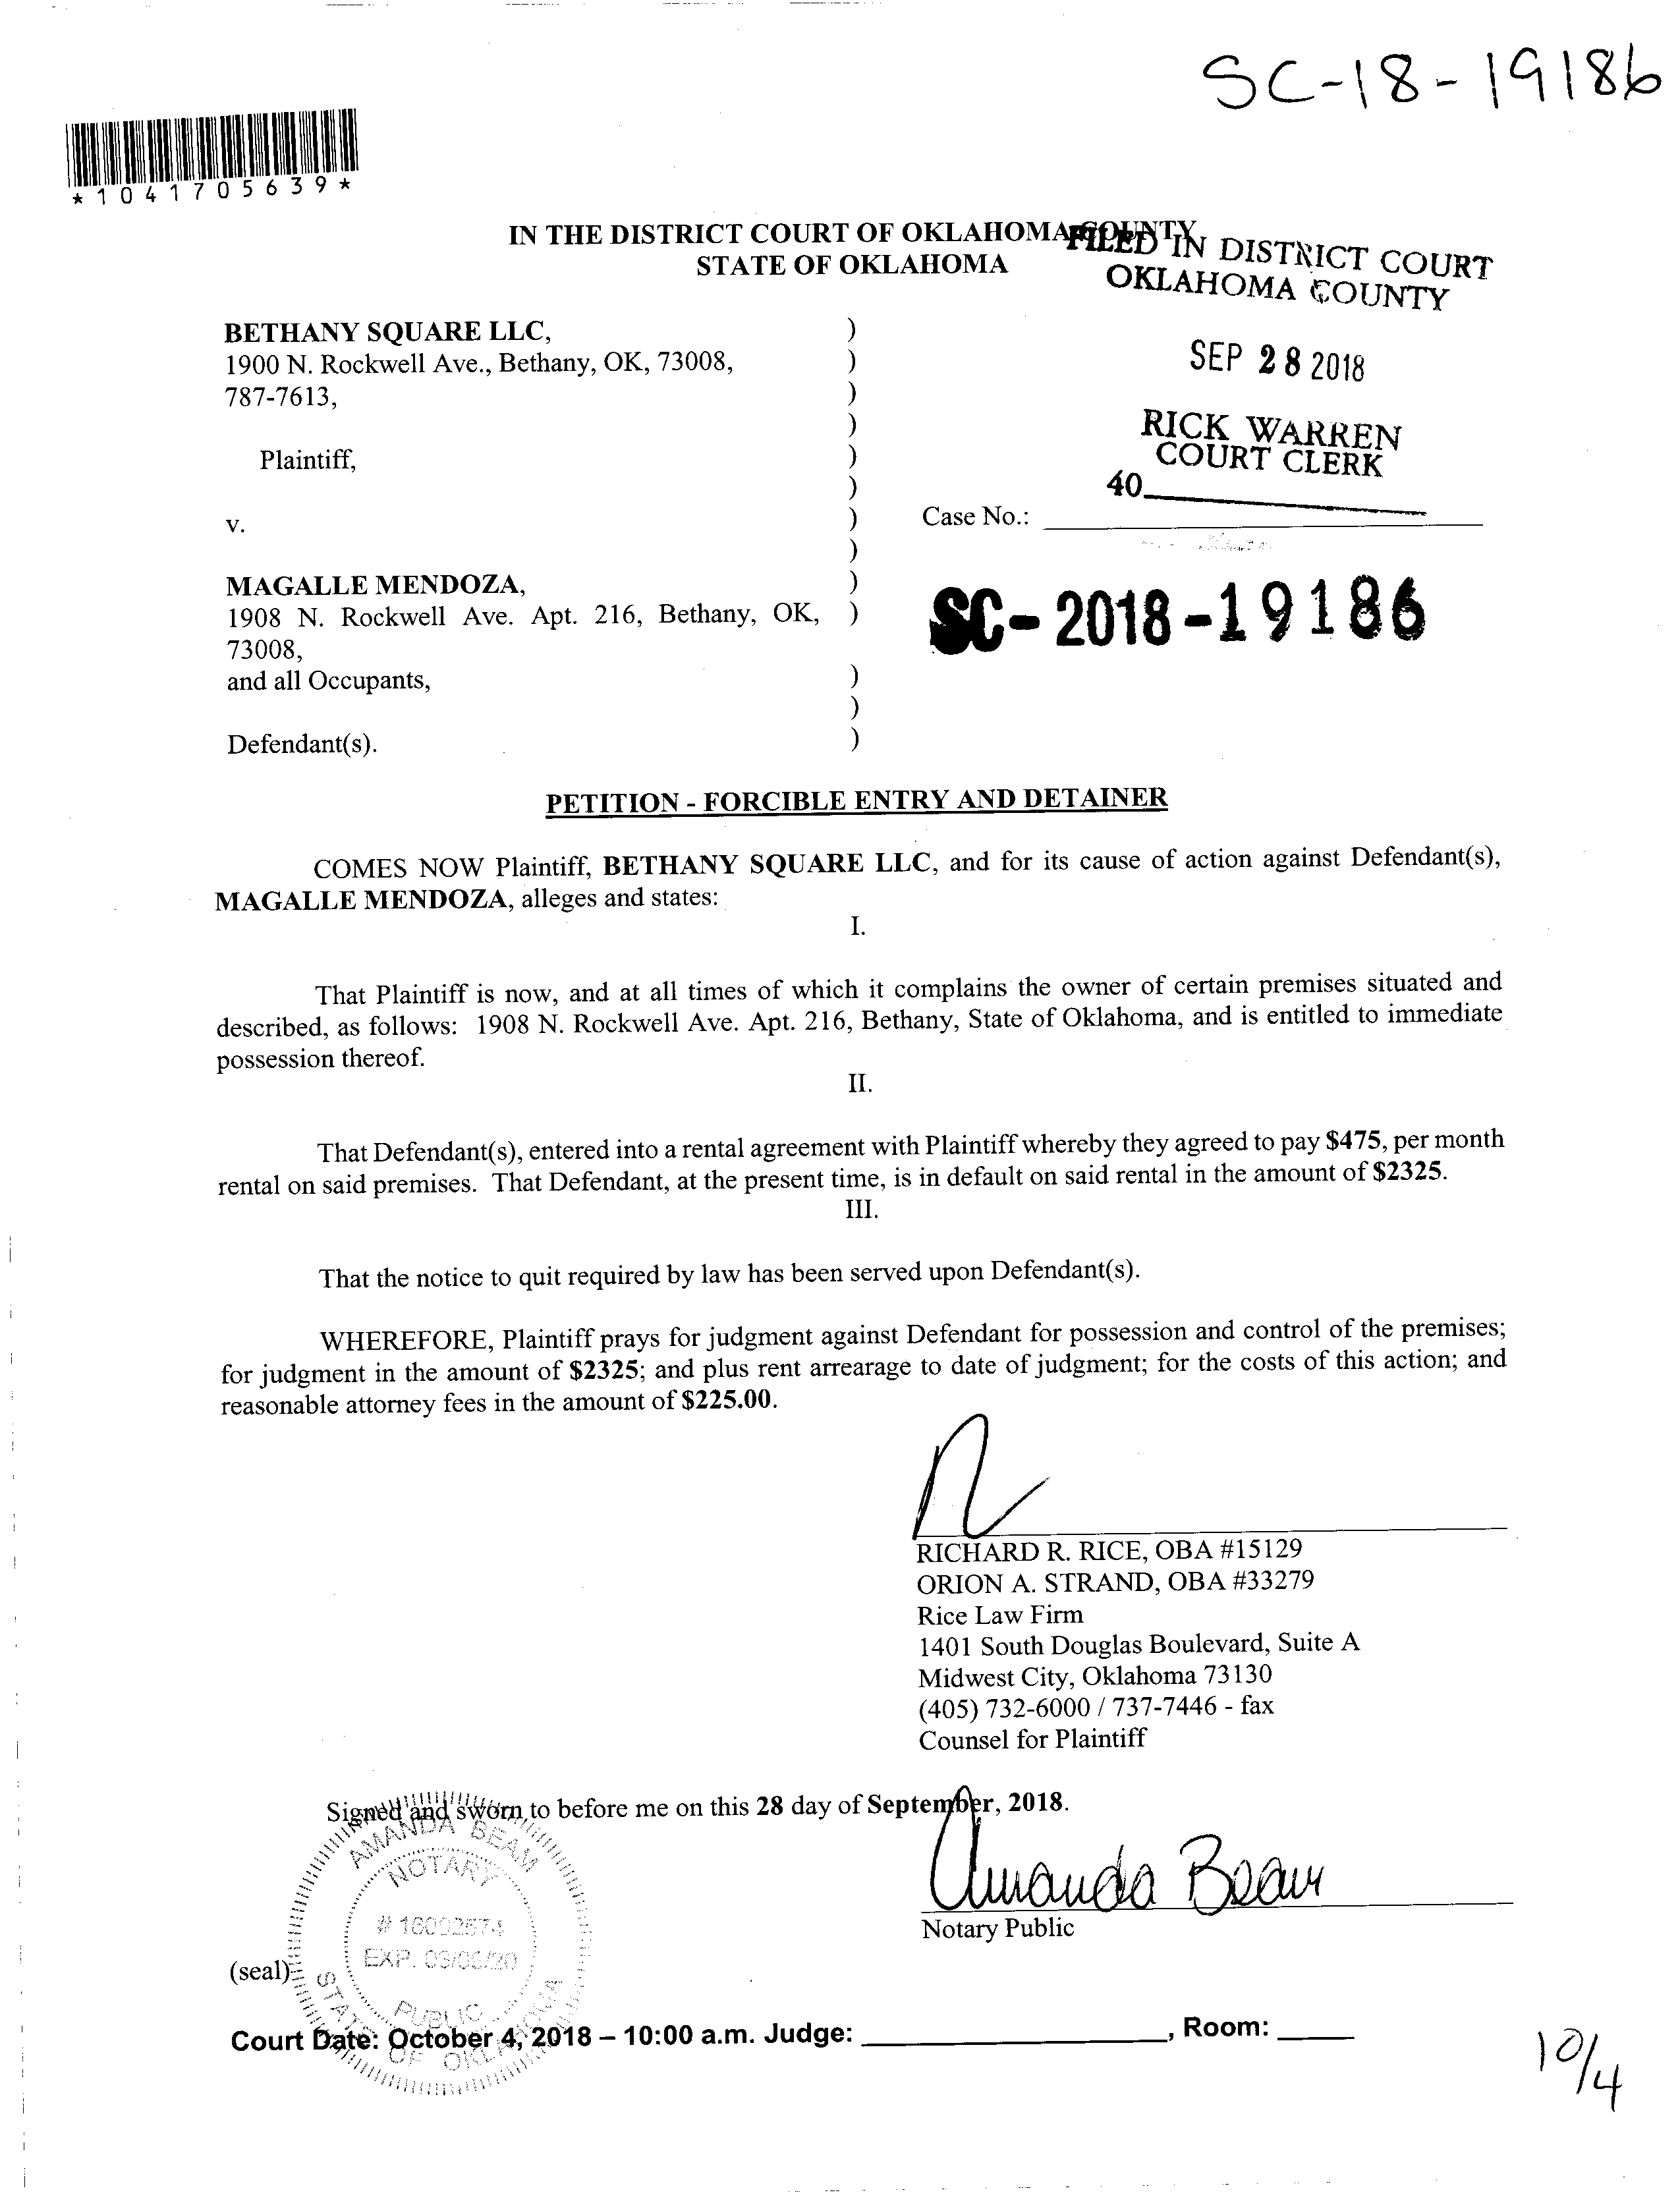 SC-18-19186
*1041705639*
IN THE DISTRICT COURT OF OKLAHOMA COUNTY
STATE OF OKLAHOMA
FILED IN DISTRICT COURT
OKLAHOMA COUNTY
SEP 28 2018
RICK WARREN
COURT CLERK
40
BETHANY SQUARE LLC, )
1900 N. Rockwell Ave., Bethany, OK, 73008, )
787-7613, )
)
Plaintiff, )
)
v. ) Case No.:
)
MAGALLE MENDOZA, )
1908 N. Rockwell Ave. Apt. 216, Bethany, OK, )
73008,
and all Occupants, )
)
Defendant(s). )
SC-2018-19186
PETITION - FORCIBLE ENTRY AND DETAINER
COMES NOW Plaintiff, BETHANY SQUARE LLC, and for its cause of action against Defendant(s),
MAGALLE MENDOZA, alleges and states:
I.
That Plaintiff is now, and at all times of which it complains the owner of certain premises situated and
described, as follows: 1908 N. Rockwell Ave. Apt. 216, Bethany, State of Oklahoma, and is entitled to immediate
possession thereof.
II.
That Defendant(s), entered into a rental agreement with Plaintiff whereby they agreed to pay $475, per month
rental on said premises. That Defendant, at the present time, is in default on said rental in the amount of $2325.
III.
That the notice to quit required by law has been served upon Defendant(s).
WHEREFORE, Plaintiff prays for judgment against Defendant for possession and control of the premises;
for judgment in the amount of $2325; and plus rent arrearage to date of judgment; for the costs of this action; and
reasonable attorney fees in the amount of $225.00.
RICHARD R. RICE, OBA #15129
ORION A. STRAND, OBA #33279
Rice Law Firm
1401 South Douglas Boulevard, Suite A
Midwest City, Oklahoma 73130
(405) 732-6000 / 737-7446 - fax
Counsel for Plaintiff
Signed and sworn to before me on this 28 day of September, 2018.
AMANDA BEAM
NOTARY
EXP.
PUBLIC
STATE OF OKLAHOMA
Amanda Beam
Notary Public
(seal)
Court Date: October 4, 2018 – 10:00 a.m. Judge: , Room:
10/4